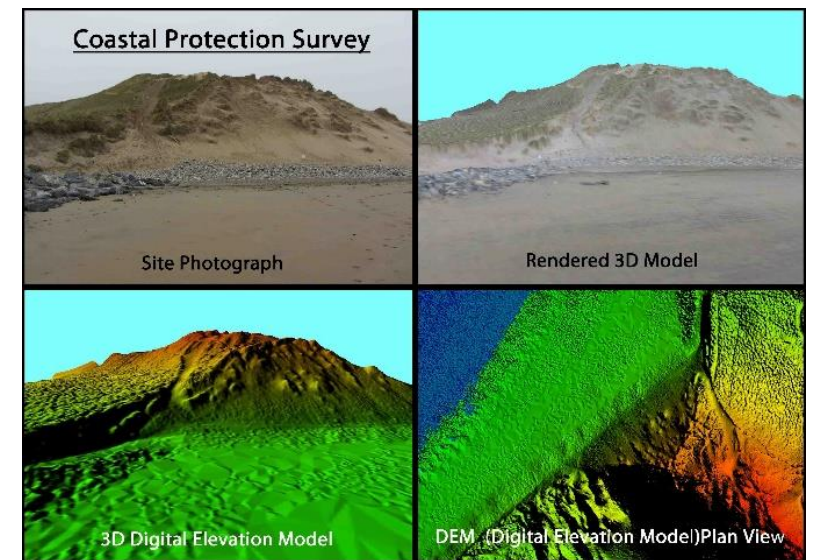 Coastal Protection Survey
Site Photograph
Rendered 3D Model
3D Digital Elevation Model
DEM (Digital Elevation Model)Plan View